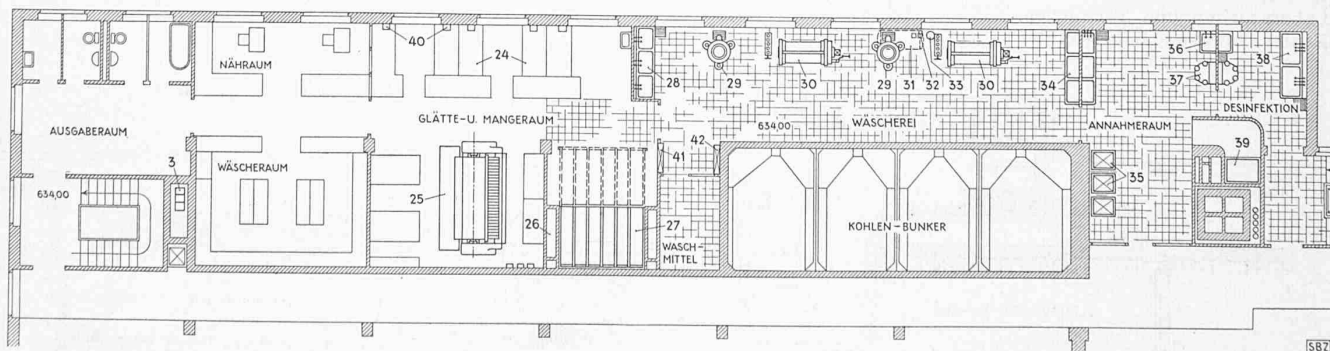 40
NÄHRAUM
24
28
29
30
29
31
32
33
30
34
36
37
38
DESINFEKTION
AUSGABERAUM
GLÄTTE-U. MANGERAUM
634,00
WÄSCHEREI
ANNAHMERAUM
3
WÄSCHERAUM
41
42
39
634,00
25
35
26
27
KOHLEN-BUNKER
WASCH-
MITTEL
SBZ